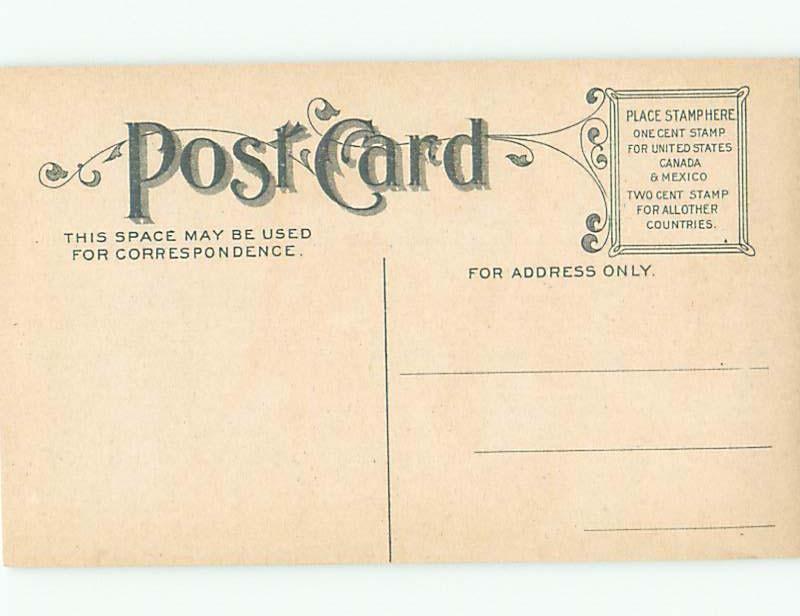 Post Card
PLACE STAMP HERE
ONE CENT STAMP
FOR UNITED STATES
CANADA
& MEXICO
TWO CENT STAMP
FOR ALL OTHER
COUNTRIES.
THIS SPACE MAY BE USED
FOR CORRESPONDENCE.
FOR ADDRESS ONLY.